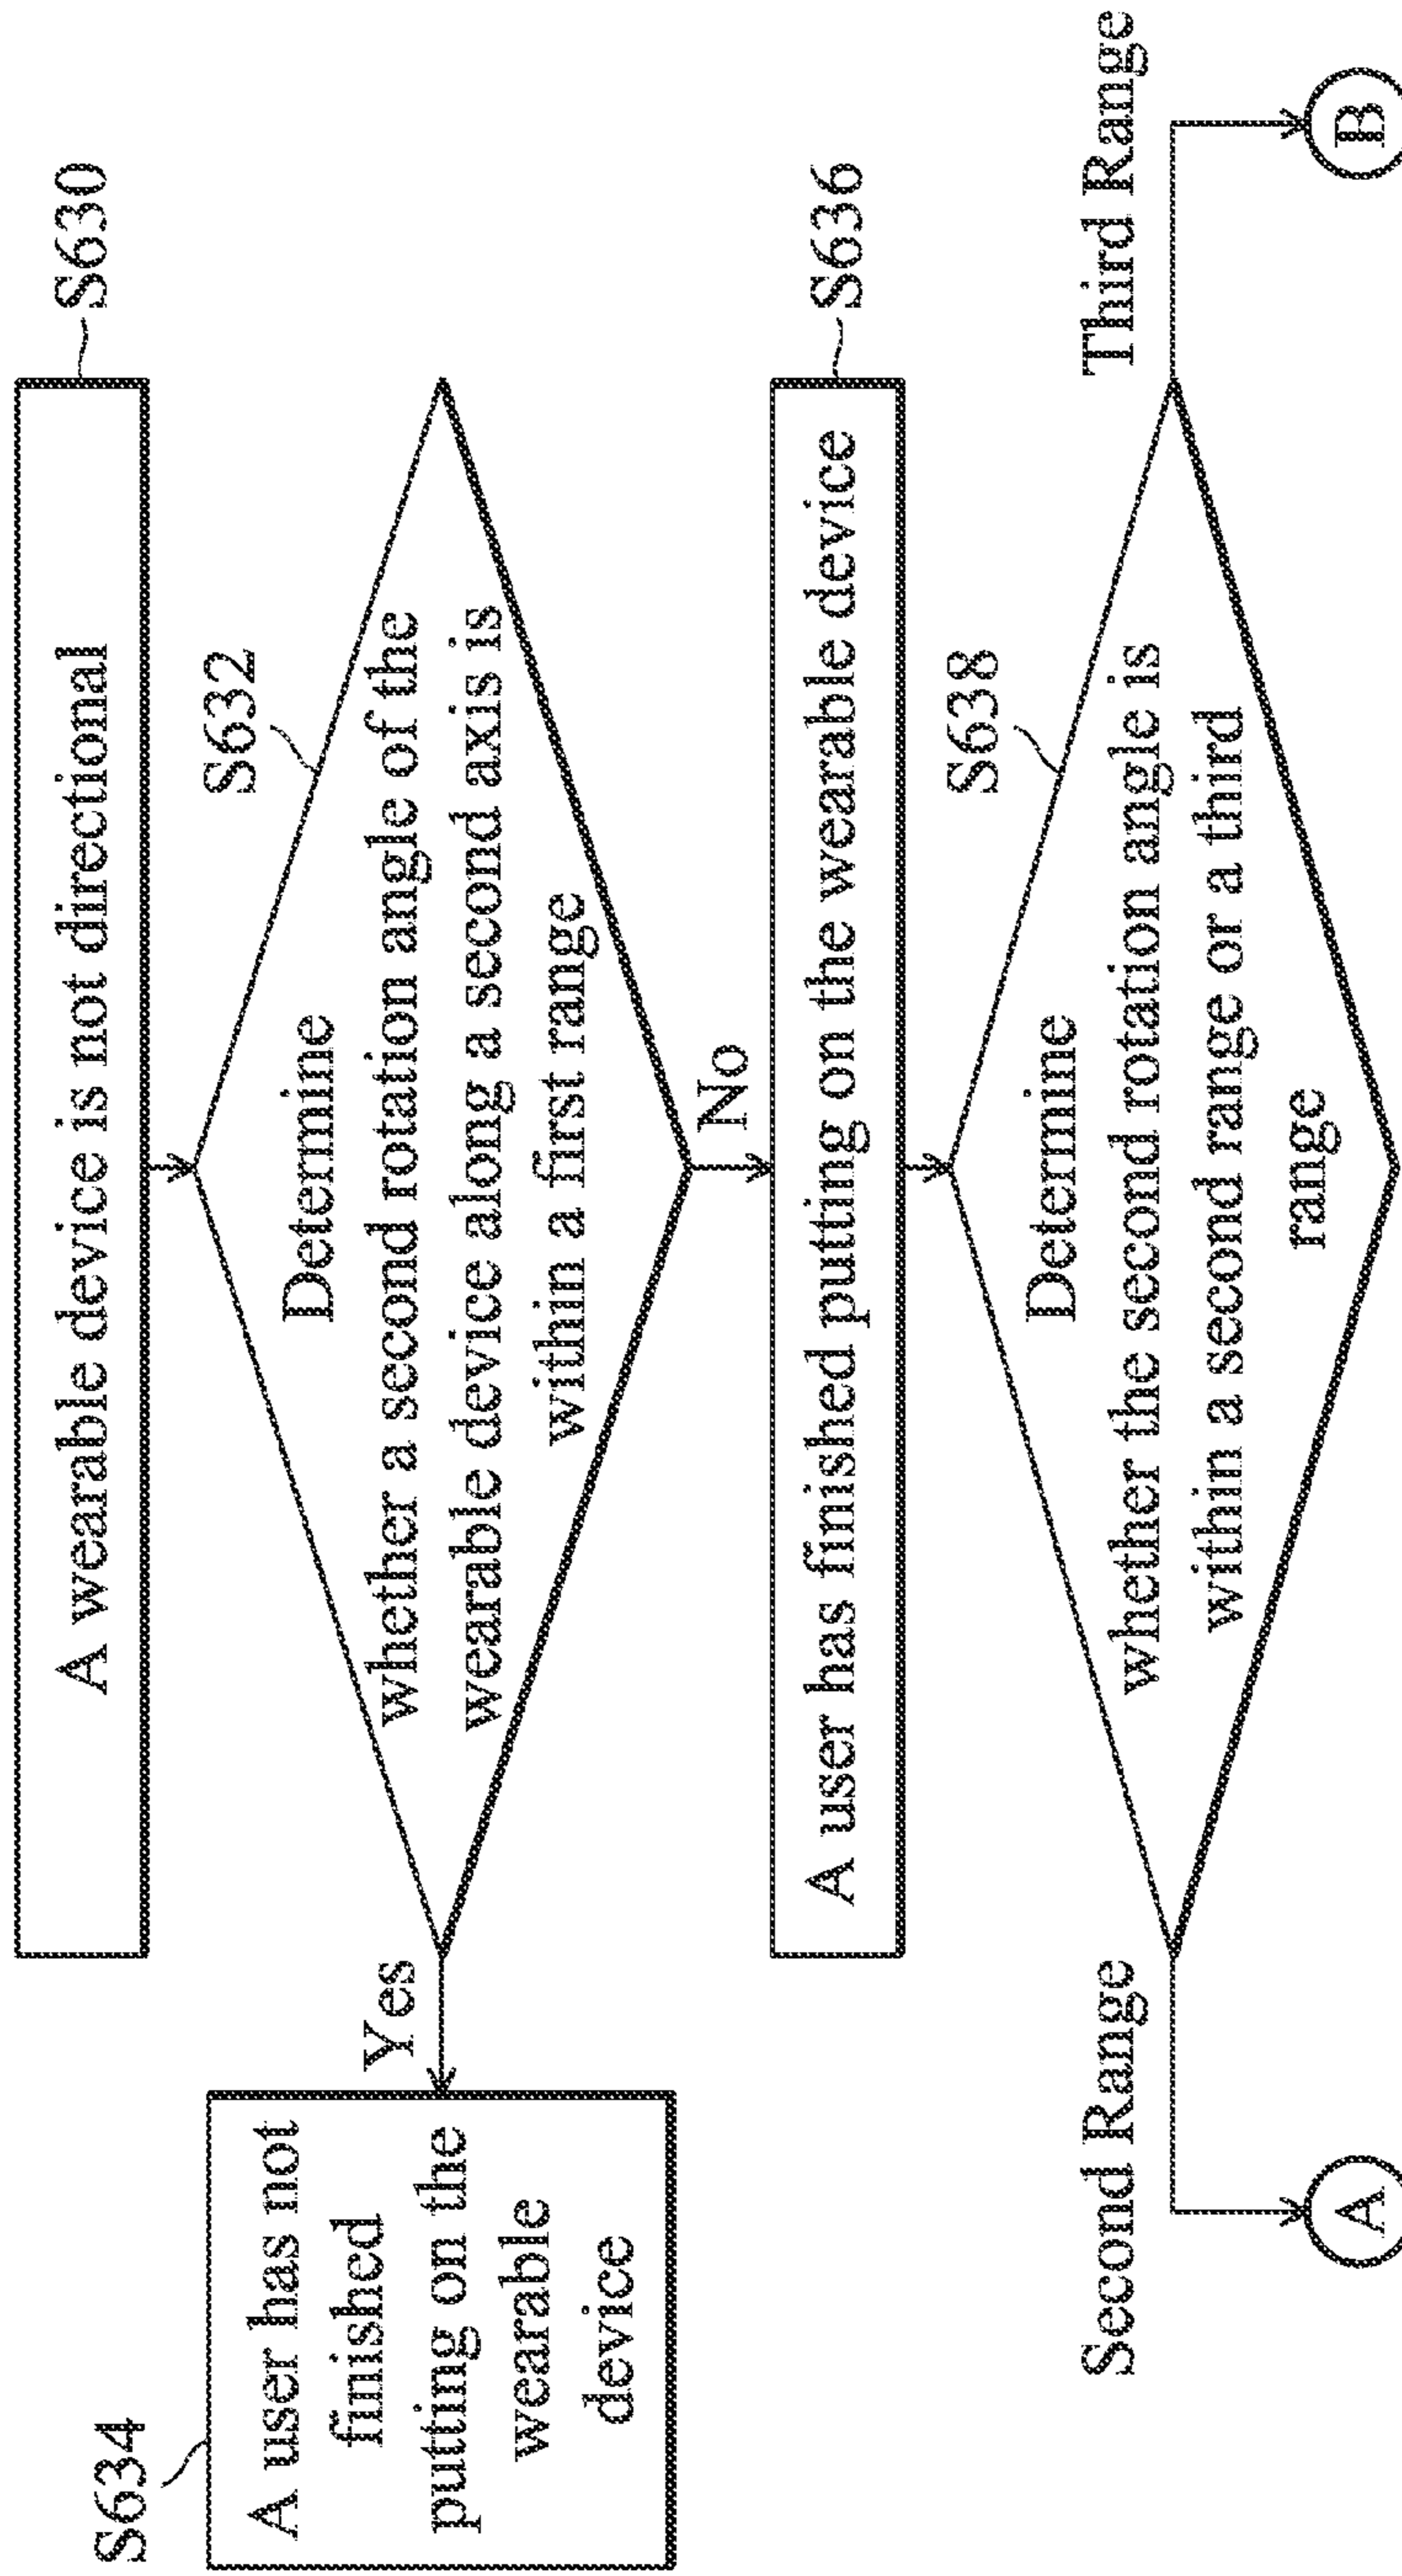 A wearable device is not directional
S630
Determine
whether a second rotation angle of the
wearable device along a second axis is
within a first range
S632
Yes
A user has not
finished
putting on the
wearable
device
S634
No
A user has finished putting on the wearable device
S636
Determine
whether the second rotation angle is
within a second range or a third
range
S638
Second Range
Third Range
A
B